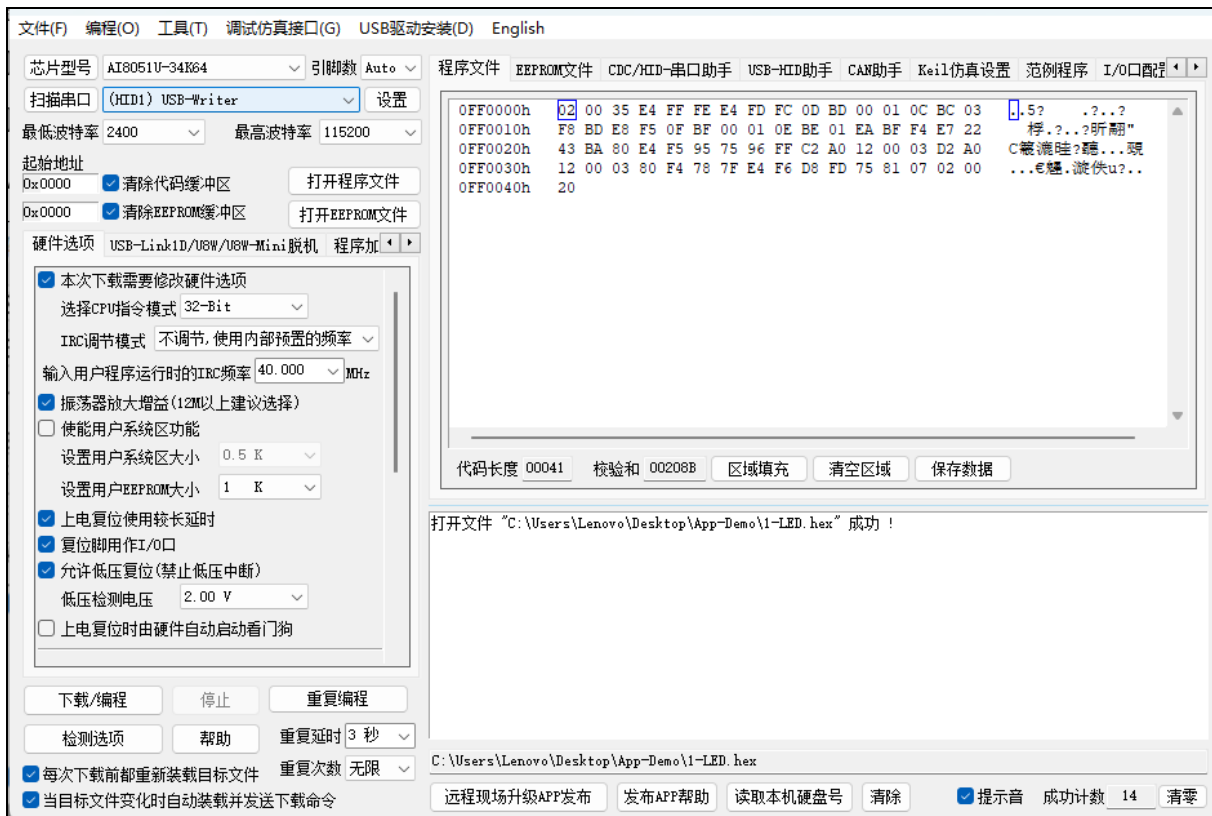 文件(F) 编程(O) 工具(T) 调试仿真接口(G) USB驱动安装(D) English
芯片型号 AI8051U-34K64 引脚数 Auto
扫描串口 (HID1) USB-Writer 设置
最低波特率 2400 最高波特率 115200
起始地址
0x0000 清除代码缓冲区 打开程序文件
0x0000 清除EEPROM缓冲区 打开EEPROM文件
硬件选项 USB-Link1D/U8W/U8W-Mini脱机 程序加
本次下载需要修改硬件选项
选择CPU指令模式 32-Bit
IRC调节模式 不调节,使用内部预置的频率
输入用户程序运行时的IRC频率 40.000 MHz
振荡器放大增益(12M以上建议选择)
使能用户系统区功能
设置用户系统区大小 0.5 K
设置用户EEPROM大小 1 K
上电复位使用较长延时
复位脚用作I/O口
允许低压复位(禁止低压中断)
低压检测电压 2.00 V
上电复位时由硬件自动启动看门狗
下载/编程 停止 重复编程
检测选项 帮助 重复延时 3 秒
每次下载前都重新装载目标文件 重复次数 无限
当目标文件变化时自动装载并发送下载命令
程序文件 EEPROM文件 CDC/HID-串口助手 USB-HID助手 CAN助手 Keil仿真设置 范例程序 I/O口配
0FF0000h 02 00 35 E4 FF FE E4 FD FC 0D BD 00 01 0C BC 03 ..5? .?..?
0FF0010h F8 BD E8 F5 0F BF 00 01 0E BE 01 EA BF F4 E7 22
0FF0020h 43 BA 80 E4 F5 95 75 96 FF C2 A0 12 00 03 D2 A0
0FF0030h 12 00 03 80 F4 78 7F E4 F6 D8 FD 75 81 07 02 00
0FF0040h 20
代码长度 00041 校验和 00208B 区域填充 清空区域 保存数据
打开文件 "C:\Users\Lenovo\Desktop\App-Demo\1-LED.hex" 成功 !
C:\Users\Lenovo\Desktop\App-Demo\1-LED.hex
远程现场升级APP发布 发布APP帮助 读取本机硬盘号 清除 提示音 成功计数 14 清零